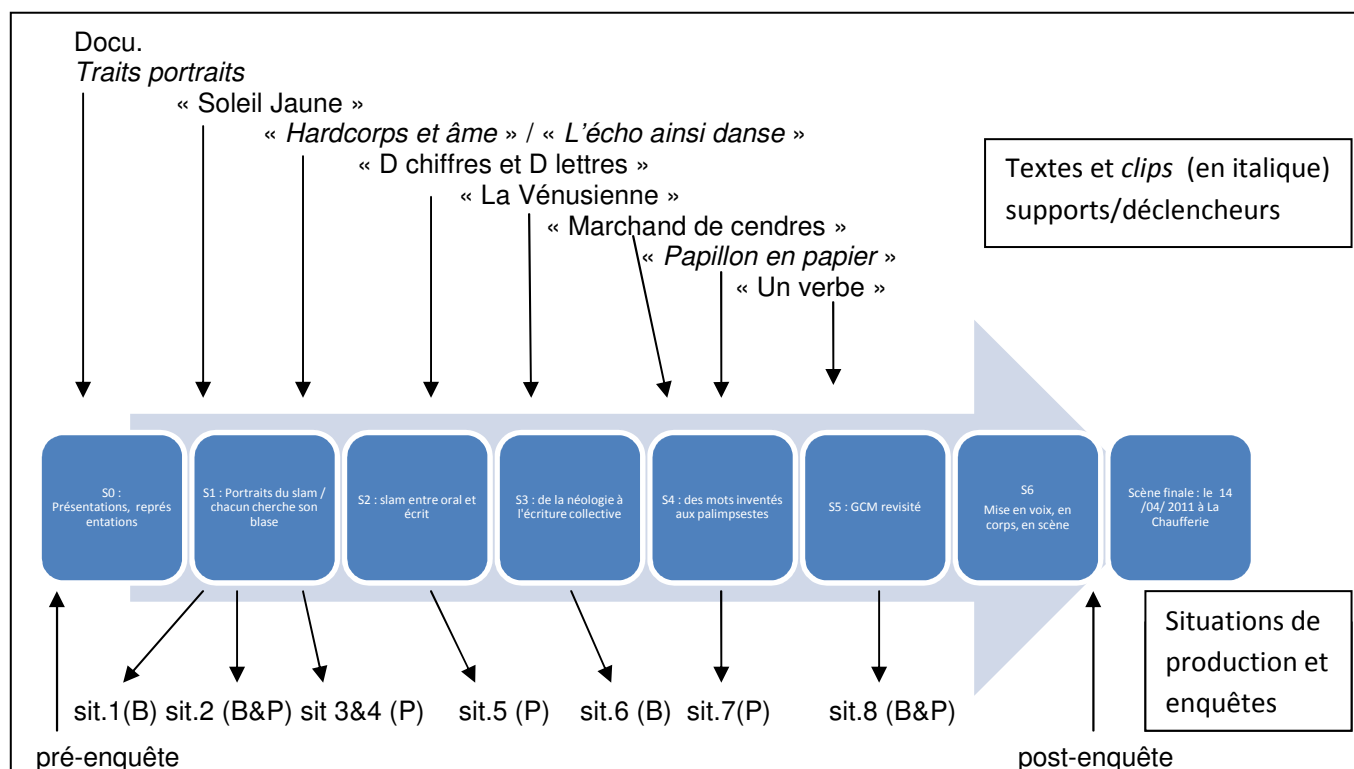 Docu.
Traits portraits
« Soleil Jaune »
« Hardcorps et âme » / « L'écho ainsi danse »
« D chiffres et D lettres »
« La Vénusienne »
« Marchand de cendres »
« Papillon en papier »
« Un verbe »
Textes et clips (en italique)
supports/déclencheurs
S0 :
Présentations, représ
entations
S1 : Portraits du slam /
chacun cherche son
blase
S2 : slam entre oral et
écrit
S3 : de la néologie à
l'écriture collective
S4 : des mots inventés
aux palimpsestes
S5 : GCM revisité
S6
Mise en voix, en
corps, en scène
Scène finale : le 14
/04/ 2011 à La
Chaufferie
Situations de
production et
enquêtes
sit.1(B) sit.2 (B&P) sit 3&4 (P) sit.5 (P) sit.6 (B) sit.7(P) sit.8 (B&P)
pré-enquête post-enquête